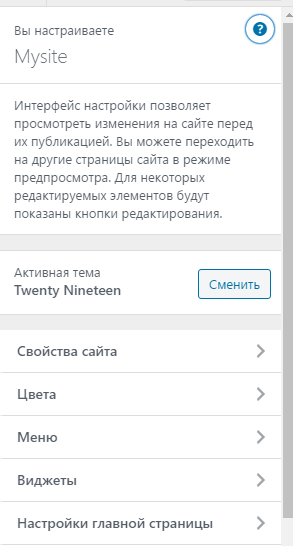 Вы настраиваете
?
Mysite
Интерфейс настройки позволяет
просмотреть изменения на сайте перед
их публикацией. Вы можете переходить
на другие страницы сайта в режиме
предпросмотра. Для некоторых
редактируемых элементов будут
показаны кнопки редактирования.
Активная тема
Twenty Nineteen
Сменить
Свойства сайта
Цвета
Меню
Виджеты
Настройки главной страницы